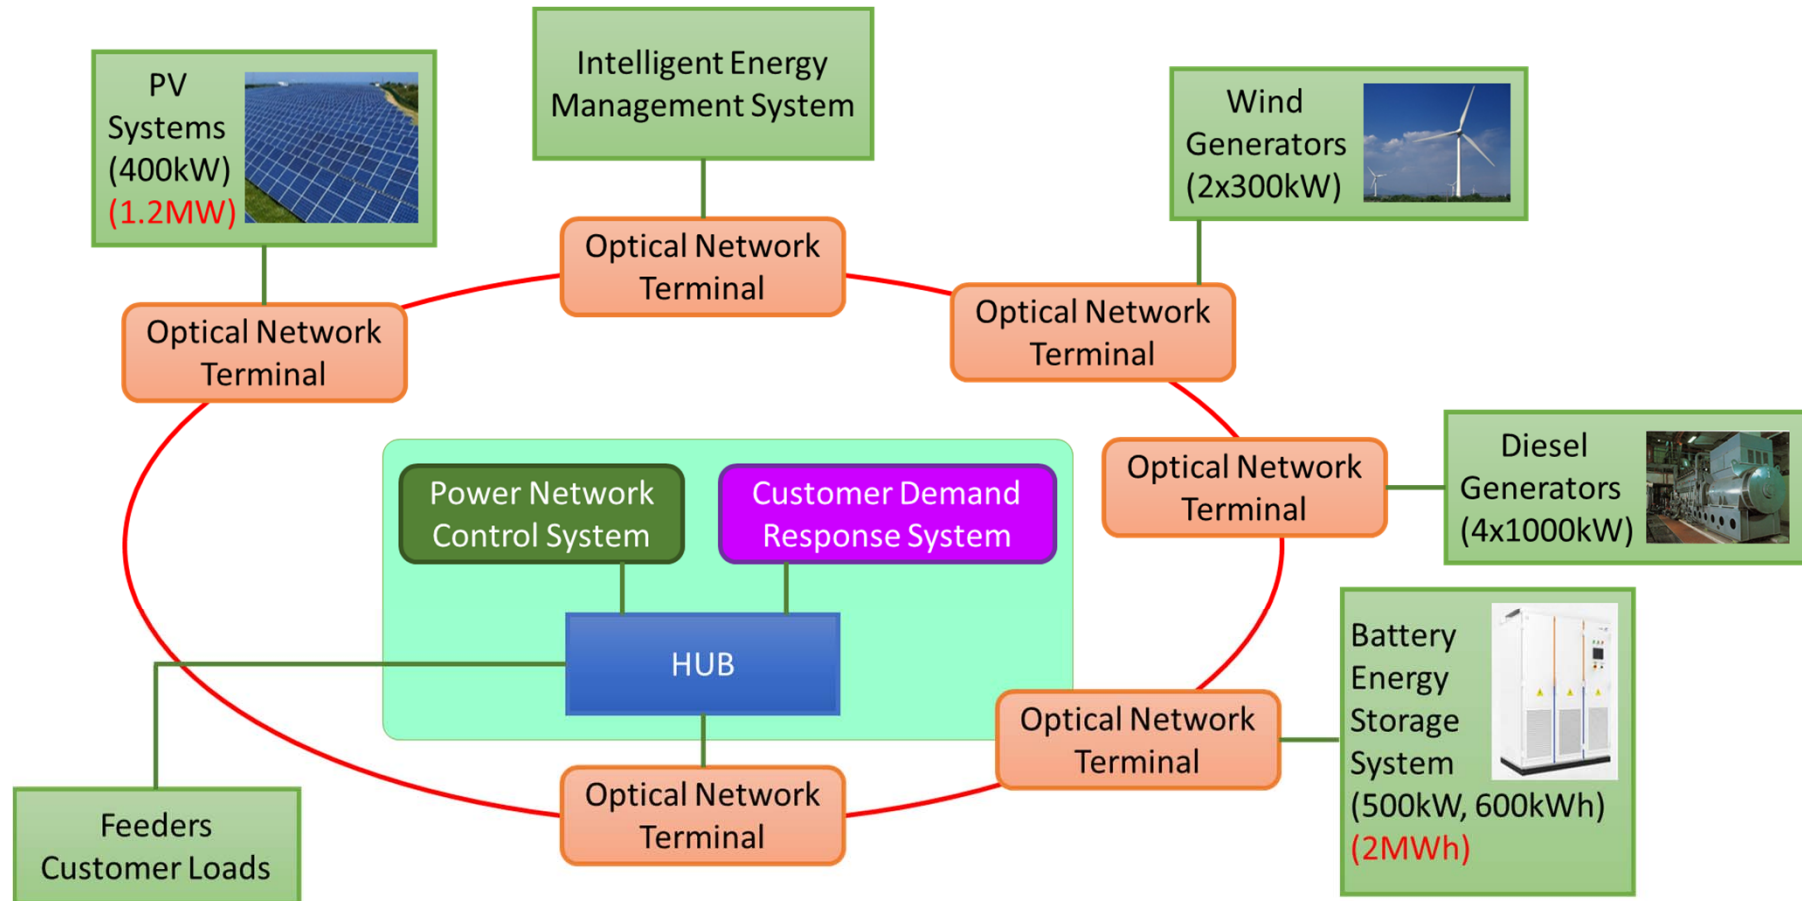 Intelligent Energy
Management System
PV
Systems
(400kW)
(1.2MW)
Wind
Generators
(2x300kW)
Optical Network
Terminal
Optical Network
Terminal
Optical Network
Terminal
Diesel
Generators
(4x1000kW)
Optical Network
Terminal
Power Network
Control System
Customer Demand
Response System
HUB
Battery
Energy
Storage
System
(500kW, 600kWh)
(2MWh)
Optical Network
Terminal
Optical Network
Terminal
Feeders
Customer Loads